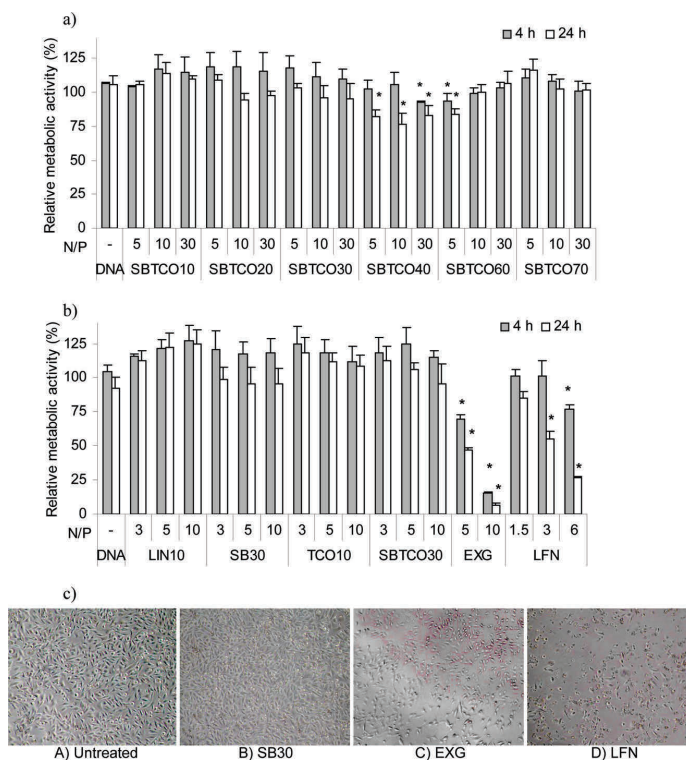 a)
Relative metabolic activity (%)
4 h 24 h
125
100
75
50
25
0
* * * * * * *
N/P - 5 10 30 5 10 30 5 10 30 5 10 30 5 10 30 5 10 30
DNA SBTCO10 SBTCO20 SBTCO30 SBTCO40 SBTCO60 SBTCO70
b)
Relative metabolic activity (%)
4 h 24 h
125
100
75
50
25
0
* * * * * * *
N/P - 3 5 10 3 5 10 3 5 10 3 5 10 5 10 1.5 3 6
DNA LIN10 SB30 TCO10 SBTCO30 EXG LFN
c)
A) Untreated B) SB30 C) EXG D) LFN